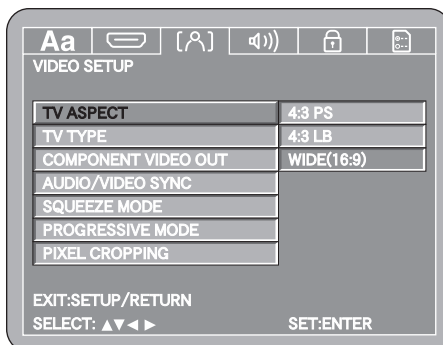 Aa
VIDEO SETUP
TV ASPECT 4:3 PS
TV TYPE 4:3 LB
COMPONENT VIDEO OUT WIDE(16:9)
AUDIO/VIDEO SYNC
SQUEEZE MODE
PROGRESSIVE MODE
PIXEL CROPPING
EXIT:SETUP/RETURN
SELECT: ▲▼◄ ► SET:ENTER